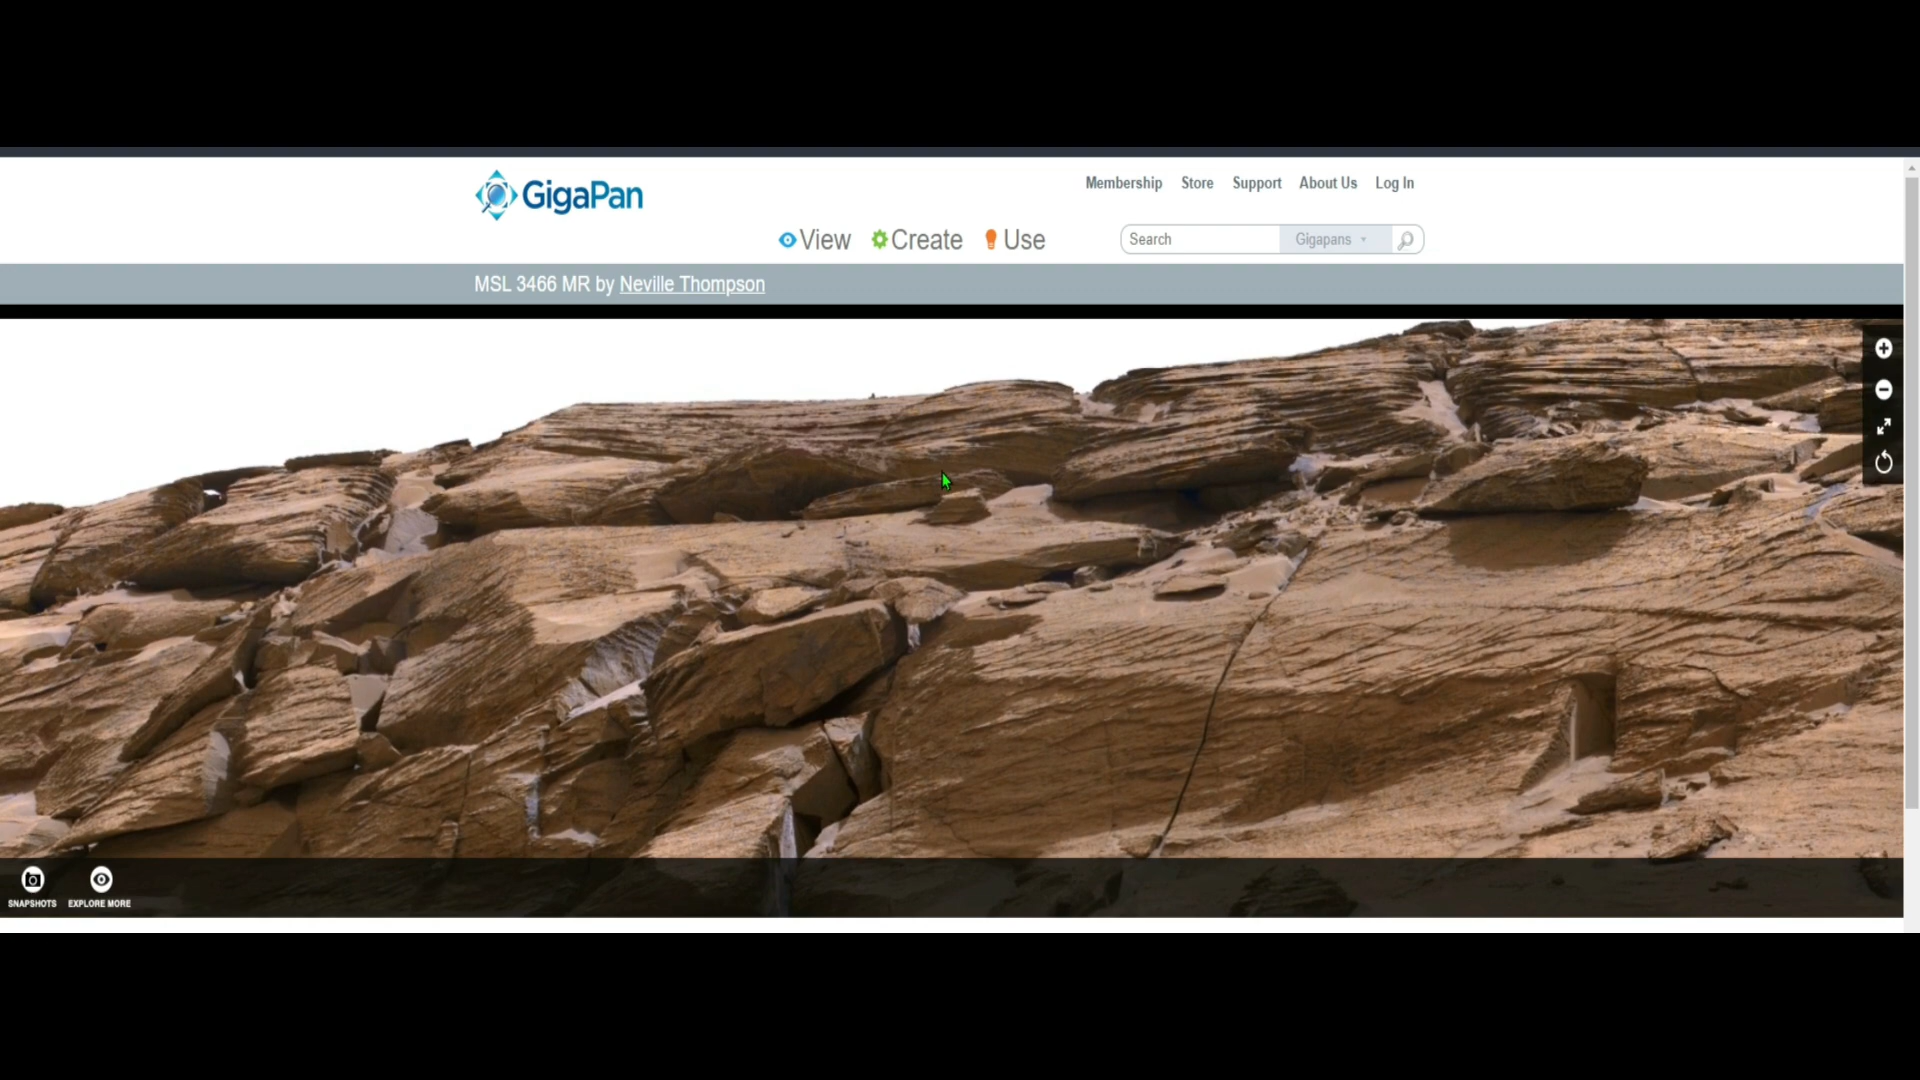 GigaPan
Membership Store Support About Us Log In
View Create Use
Search Gigapans
MSL 3466 MR by Neville Thompson
SNAPSHOTS EXPLORE MORE